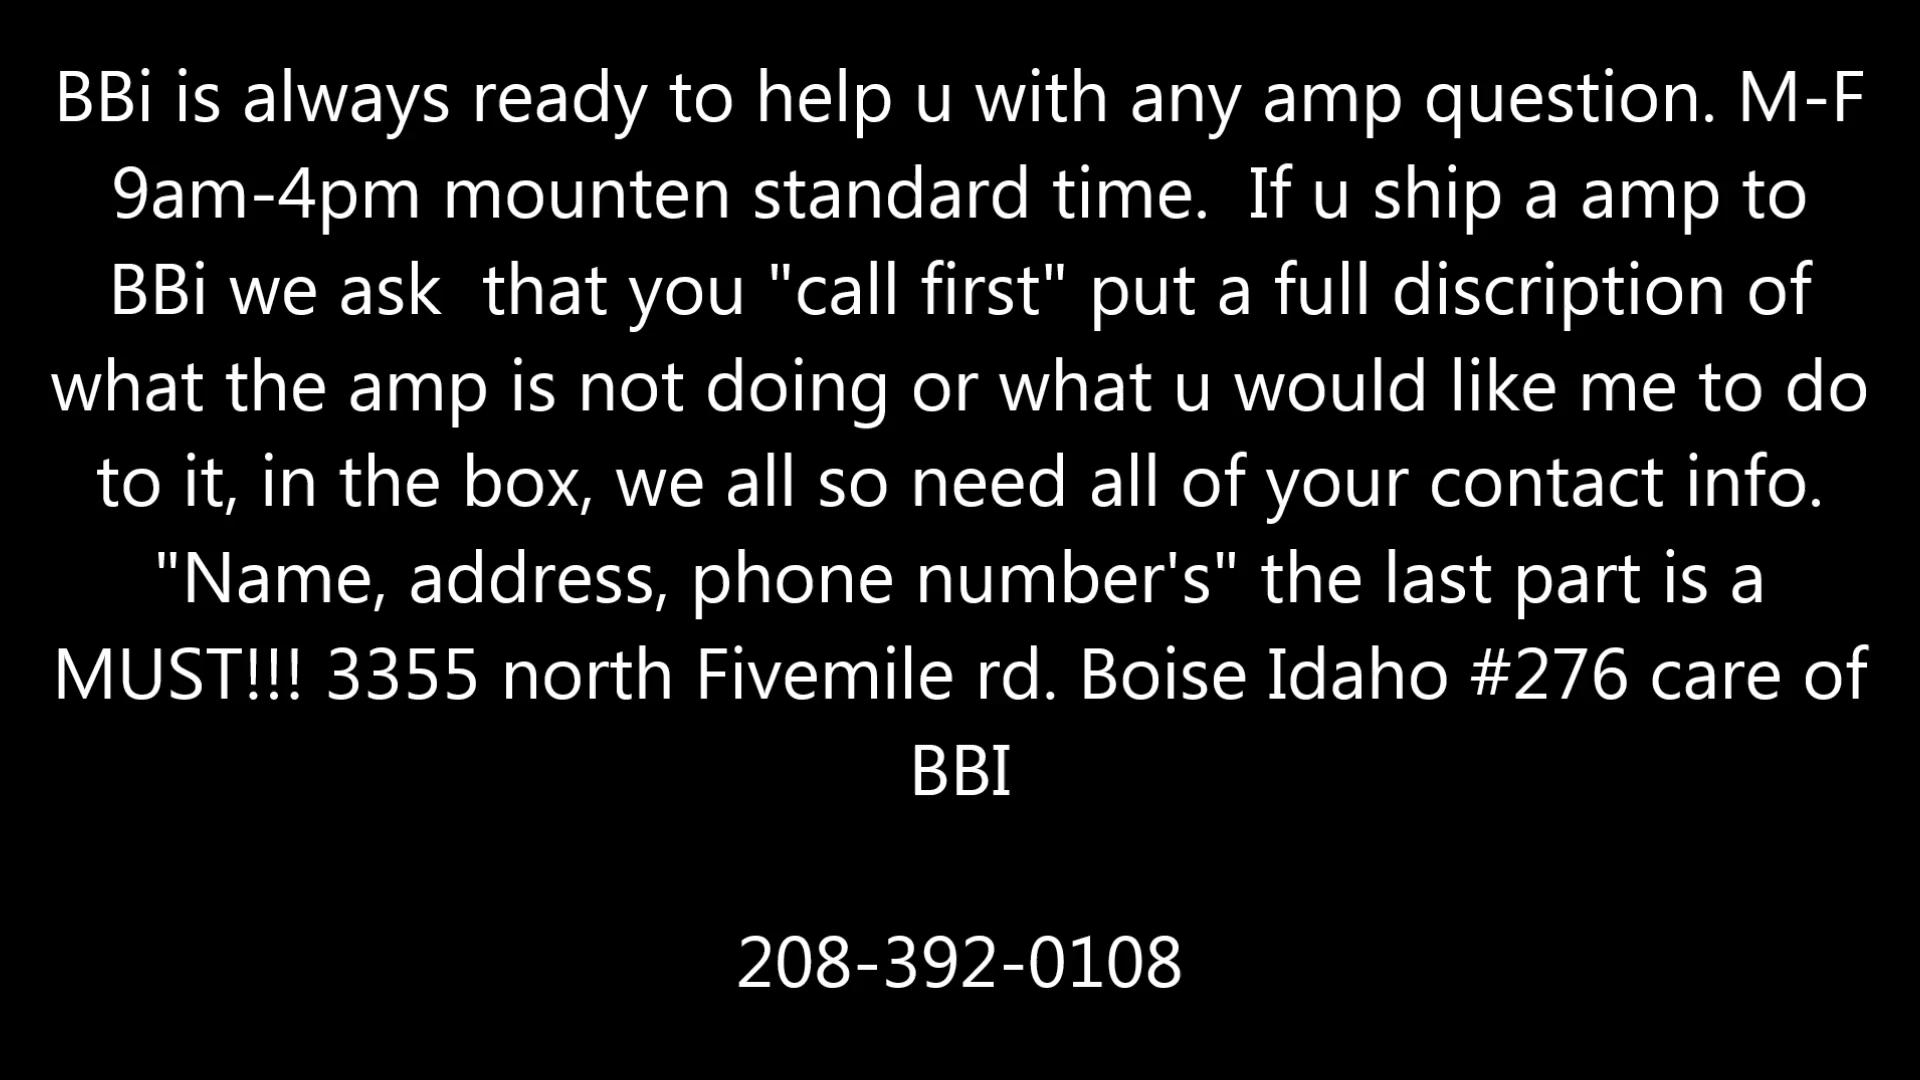 BBi is always ready to help u with any amp question. M-F
9am-4pm mounten standard time.  If u ship a amp to
BBi we ask  that you "call first" put a full discription of
what the amp is not doing or what u would like me to do
to it, in the box, we all so need all of your contact info.
"Name, address, phone number's" the last part is a
MUST!!! 3355 north Fivemile rd. Boise Idaho #276 care of
BBI
208-392-0108